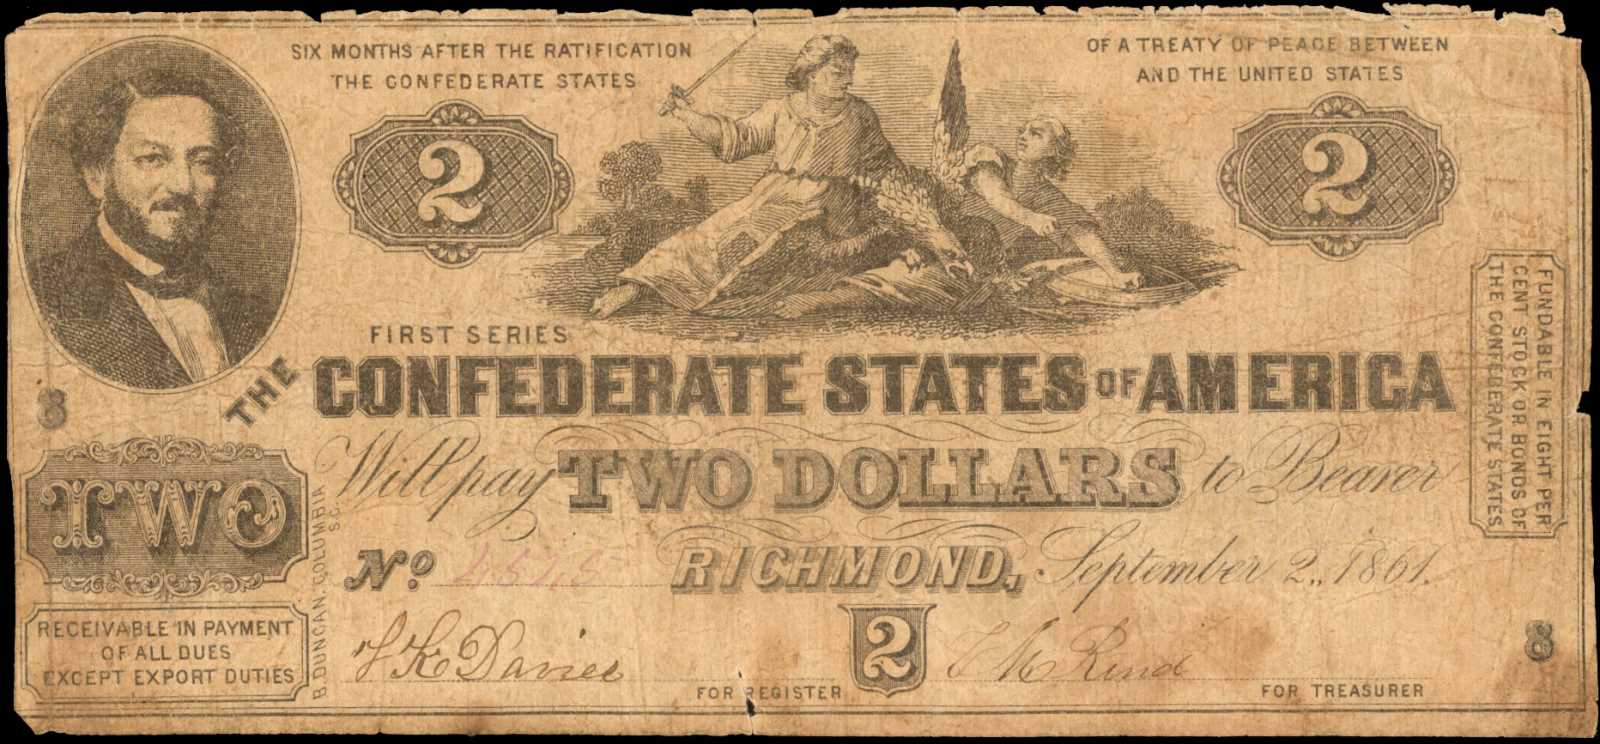 SIX MONTHS AFTER THE RATIFICATION OF A TREATY OF PEACE BETWEEN
THE CONFEDERATE STATES AND THE UNITED STATES
2
2
FIRST SERIES
THE CONFEDERATE STATES OF AMERICA
8
Will pay TWO DOLLARS to Bearer
TWO
No
RICHMOND, September 2, 1861.
RECEIVABLE IN PAYMENT
OF ALL DUES
EXCEPT EXPORT DUTIES
B. DUNCAN. COLUMBIA
S.C.
Davies
FOR REGISTER
2
FOR TREASURER
8
FUNDABLE IN EIGHT PER
CENT STOCK OR BONDS OF
THE CONFEDERATE STATES